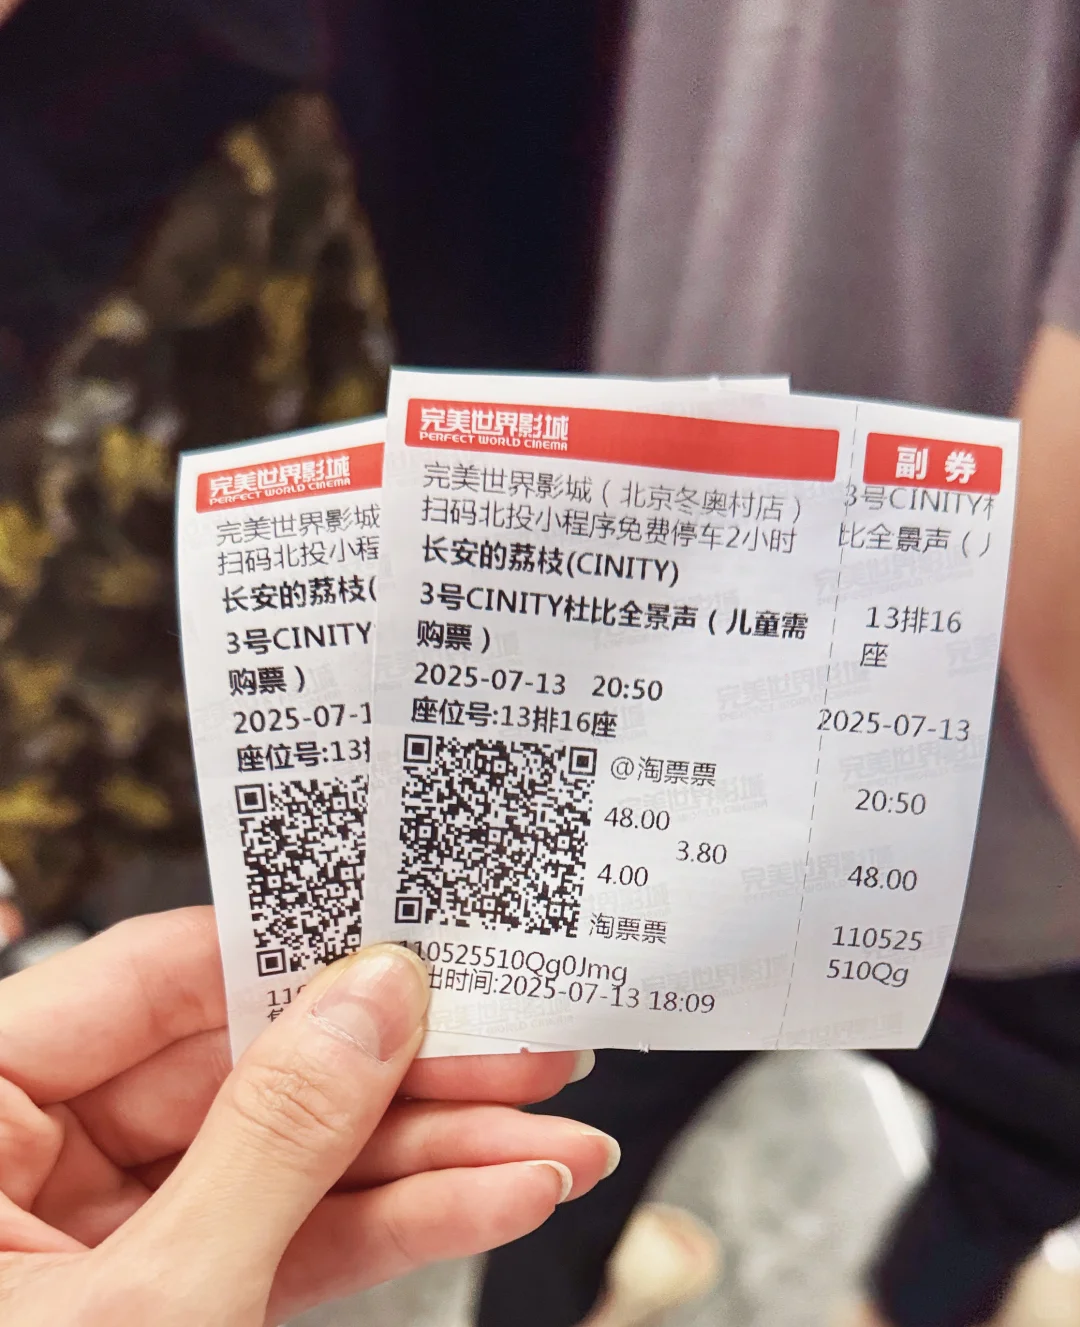 完美世界影城
PERFECT WORLD CINEMA
完美世界影城
扫码北投小程
长安的荔枝(
3号CINITY
购票）
2025-07-1
座位号:13
完美世界影城
PERFECT WORLD CINEMA
完美世界影城（北京冬奥村店）
扫码北投小程序免费停车2小时
长安的荔枝(CINITY)
3号CINITY杜比全景声（儿童需
购票）
2025-07-13 20:50
座位号:13排16座
@淘票票
48.00
3.80
4.00
淘票票
110525510Qg0Jmg
出时间:2025-07-13 18:09
副券
3号CINITY杜
比全景声（
13排16
座
2025-07-13
20:50
48.00
110525
510Qg